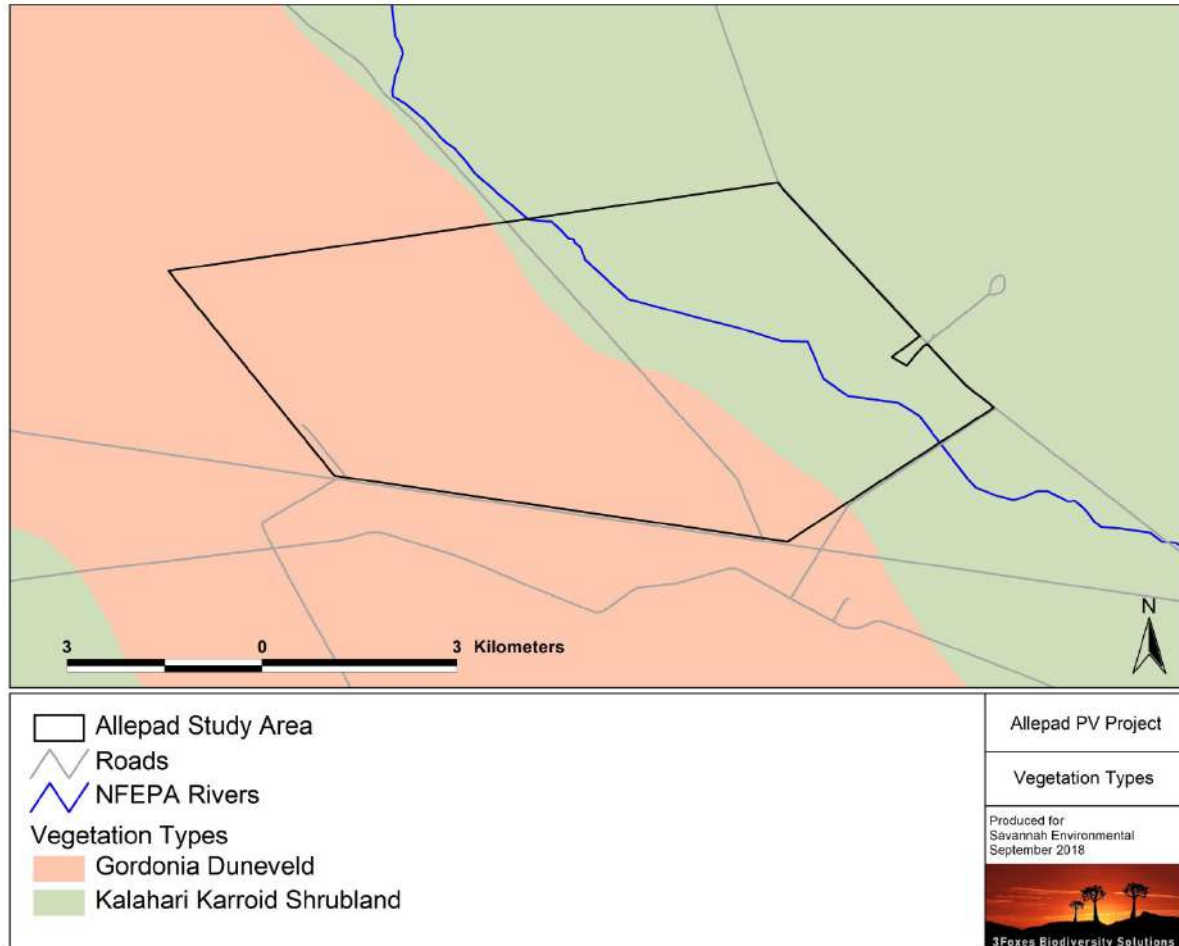 N
3 0 3 Kilometers
Allepad Study Area
Roads
NFEPA Rivers
Vegetation Types
Gordonia Duneveld
Kalahari Karroid Shrubland
Allepad PV Project
Vegetation Types
Produced for
Savannah Environmental
September 2018
3Foxes Biodiversity Solutions